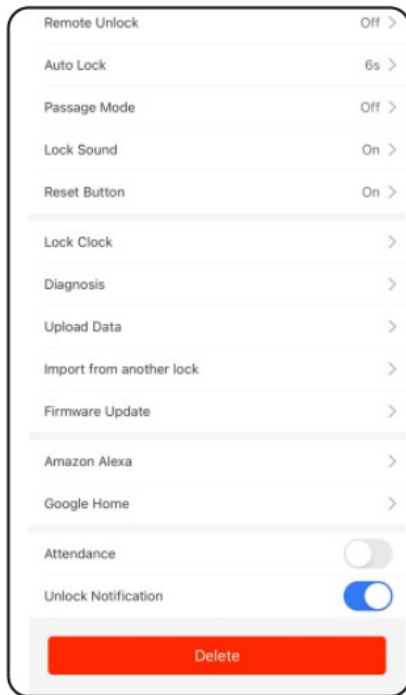 Remote Unlock Off >
Auto Lock 6s >
Passage Mode Off >
Lock Sound On >
Reset Button On >
Lock Clock >
Diagnosis >
Upload Data >
Import from another lock >
Firmware Update >
Amazon Alexa >
Google Home >
Attendance
Unlock Notification
Delete